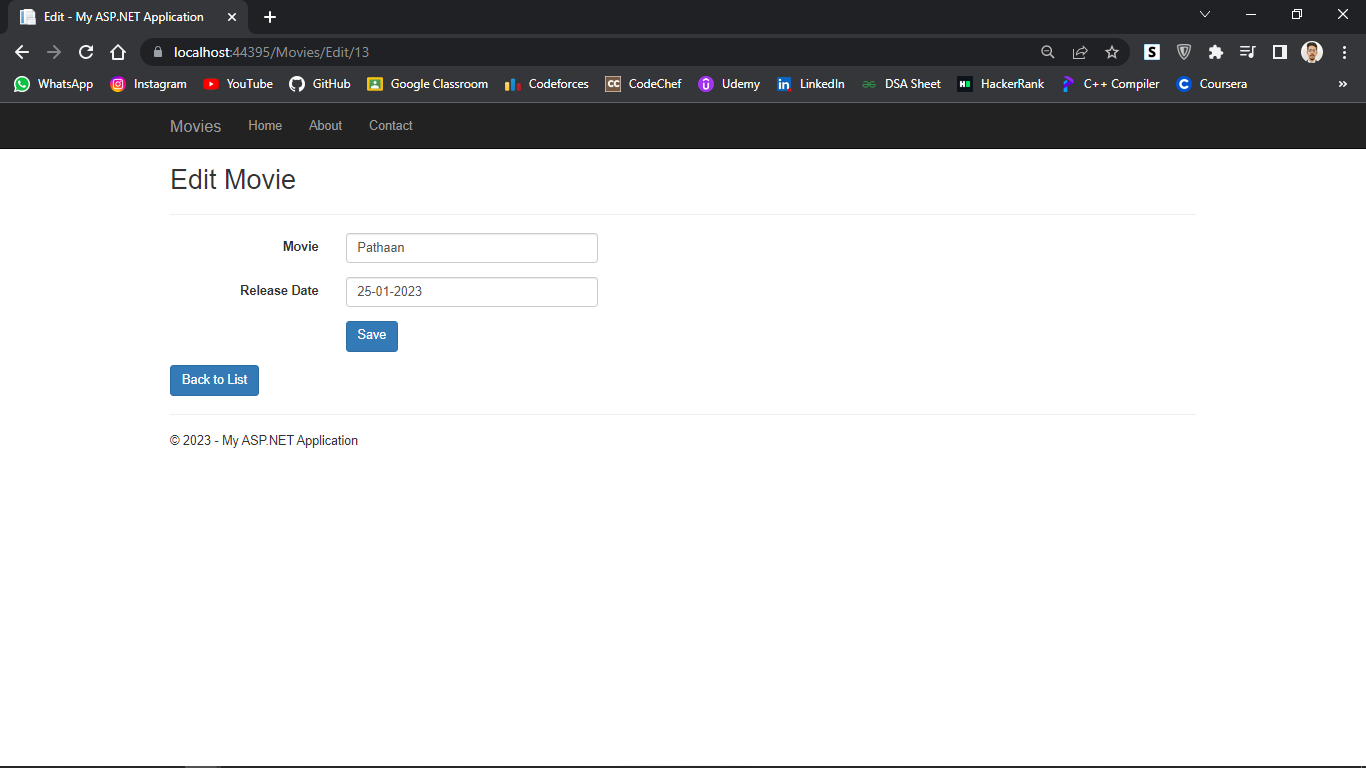 Edit - My ASP.NET Application
localhost:44395/Movies/Edit/13
WhatsApp Instagram YouTube GitHub Google Classroom Codeforces CC CodeChef Udemy in LinkedIn DSA Sheet HackerRank C++ Compiler Coursera »
Movies Home About Contact
Edit Movie
Movie Pathaan
Release Date 25-01-2023
Save
Back to List
© 2023 - My ASP.NET Application